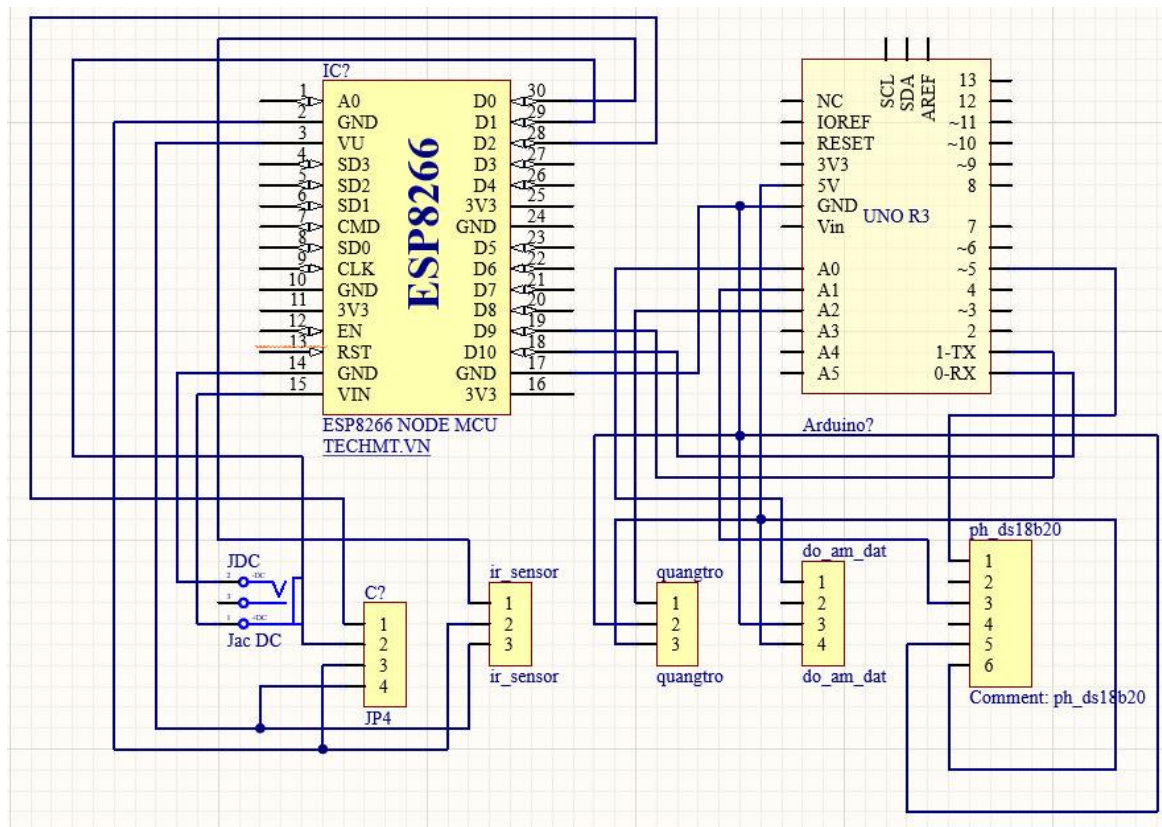 IC?
1 A0 D0 30
2 GND D1 29
3 VU D2 28
4 SD3 D3 27
5 SD2 D4 26
6 SD1 3V3 25
7 CMD GND 24
8 SD0 D5 23
9 CLK D6 22
10 GND D7 21
11 3V3 D8 20
12 EN D9 19
13 RST D10 18
14 GND GND 17
15 VIN 3V3 16
ESP8266
ESP8266 NODE MCU
TECHMT.VN
SCL SDA AREF
13
NC 12
IOREF ~11
RESET ~10
3V3 ~9
5V 8
GND
UNO R3
Vin 7
~6
A0 ~5
A1 4
A2 ~3
A3 2
A4 1-TX
A5 0-RX
Arduino?
JDC
2 -DC
3
1 +DC
Jac DC
C?
1
2
3
4
JP4
ir_sensor
1
2
3
ir_sensor
quangtro
1
2
3
quangtro
do_am_dat
1
2
3
4
do_am_dat
ph_ds18b20
1
2
3
4
5
6
Comment: ph_ds18b20